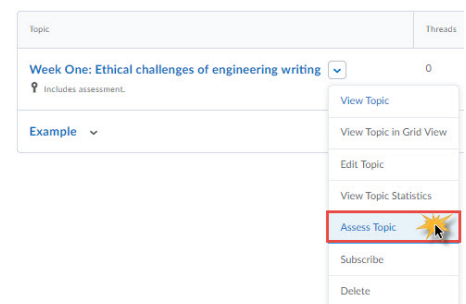 Topic
Threads
Week One: Ethical challenges of engineering writing
0
Includes assessment.
Example
View Topic
View Topic in Grid View
Edit Topic
View Topic Statistics
Assess Topic
Subscribe
Delete